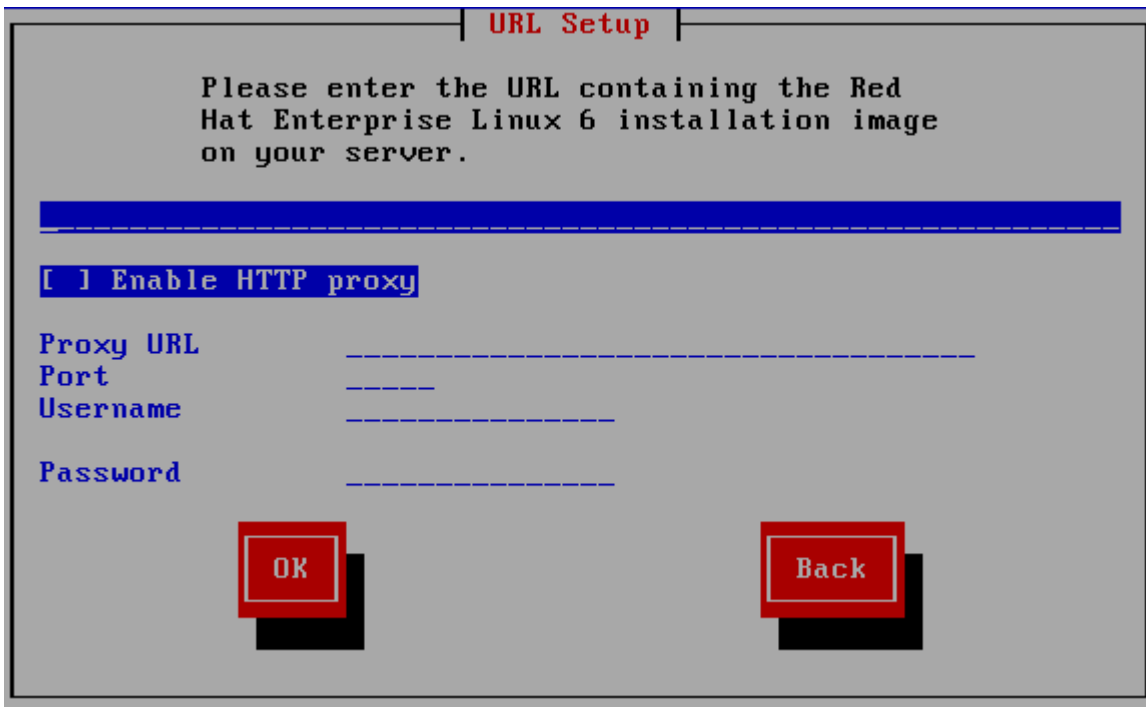 URL Setup
Please enter the URL containing the Red
Hat Enterprise Linux 6 installation image
on your server.
[ ] Enable HTTP proxy
Proxy URL
Port
Username
Password
OK Back